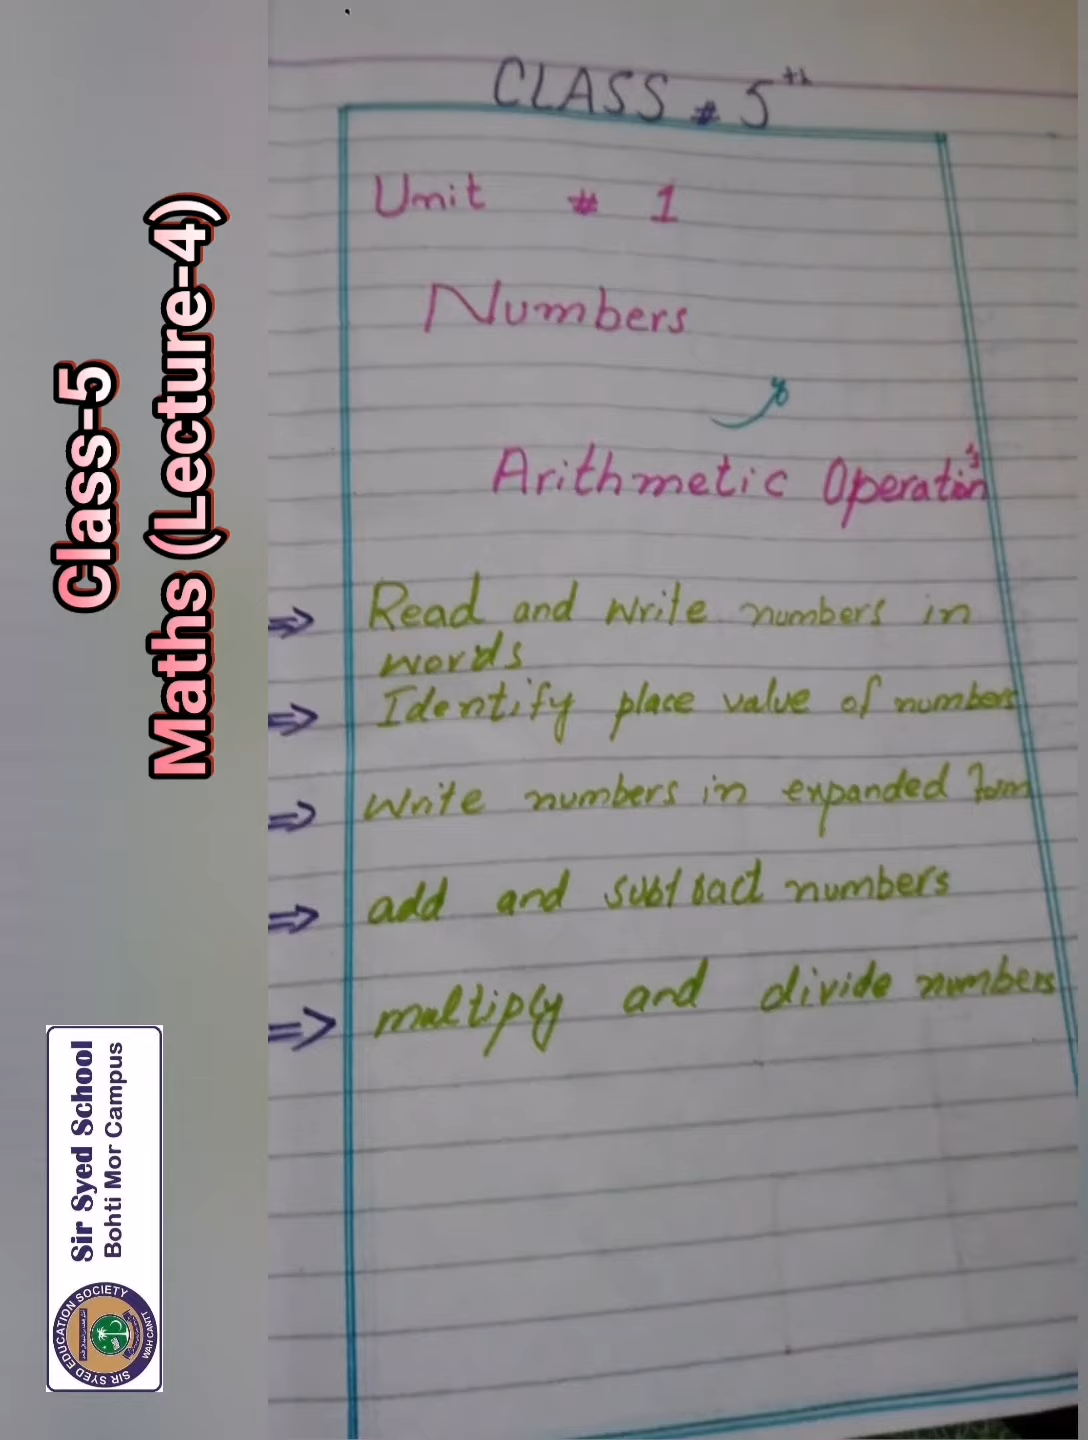 Class-5
Maths (Lecture-4)
Sir Syed School
Bohti Mor Campus
SIR SYED EDUCATION SOCIETY
WAH CANTT
CLASS # 5th
Unit # 1
Numbers
&
Arithmetic Operations
⇒ Read and write numbers in
words
⇒ Identify place value of numbers
⇒ Write numbers in expanded form
⇒ add and subtract numbers
⇒ multiply and divide numbers